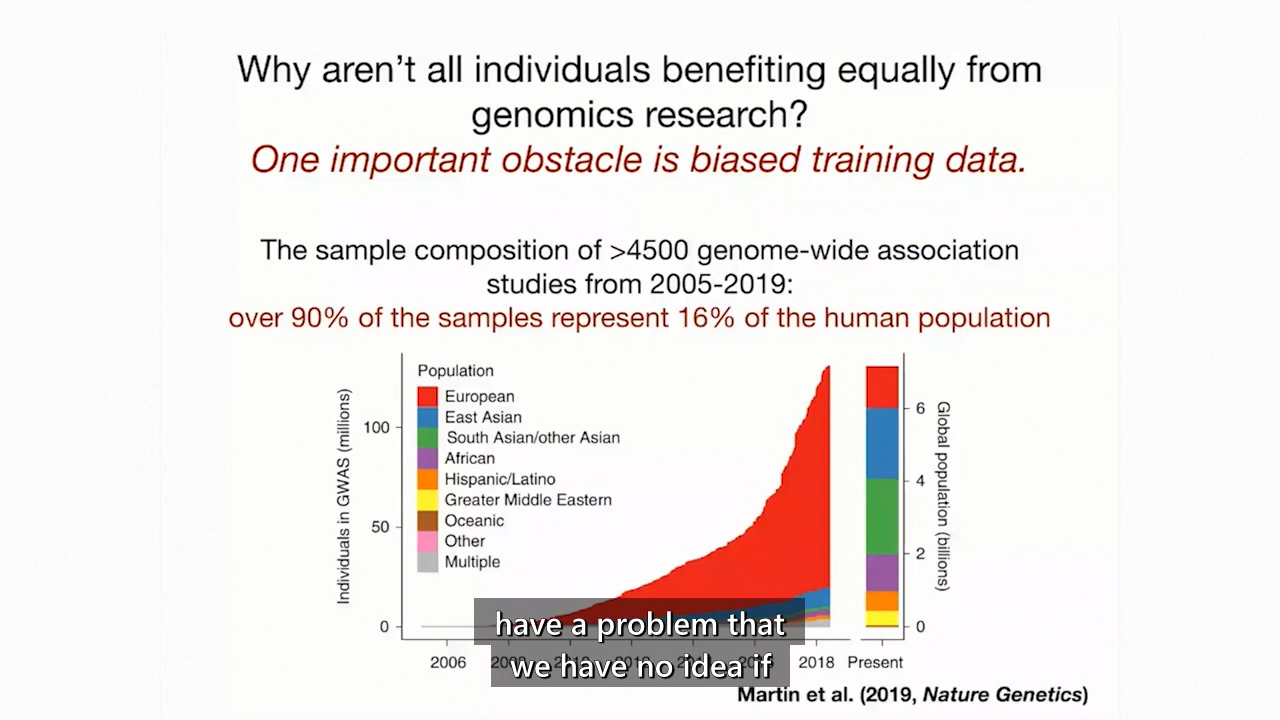 Why aren't all individuals benefiting equally from
genomics research?
One important obstacle is biased training data.
The sample composition of >4500 genome-wide association
studies from 2005-2019:
over 90% of the samples represent 16% of the human population
Population
European
East Asian
South Asian/other Asian
African
Hispanic/Latino
Greater Middle Eastern
Oceanic
Other
Multiple
Individuals in GWAS (millions)
100
50
0
Global population (billions)
6
4
2
0
have a problem that
we have no idea if
2006 2018 Present
Martin et al. (2019, Nature Genetics)